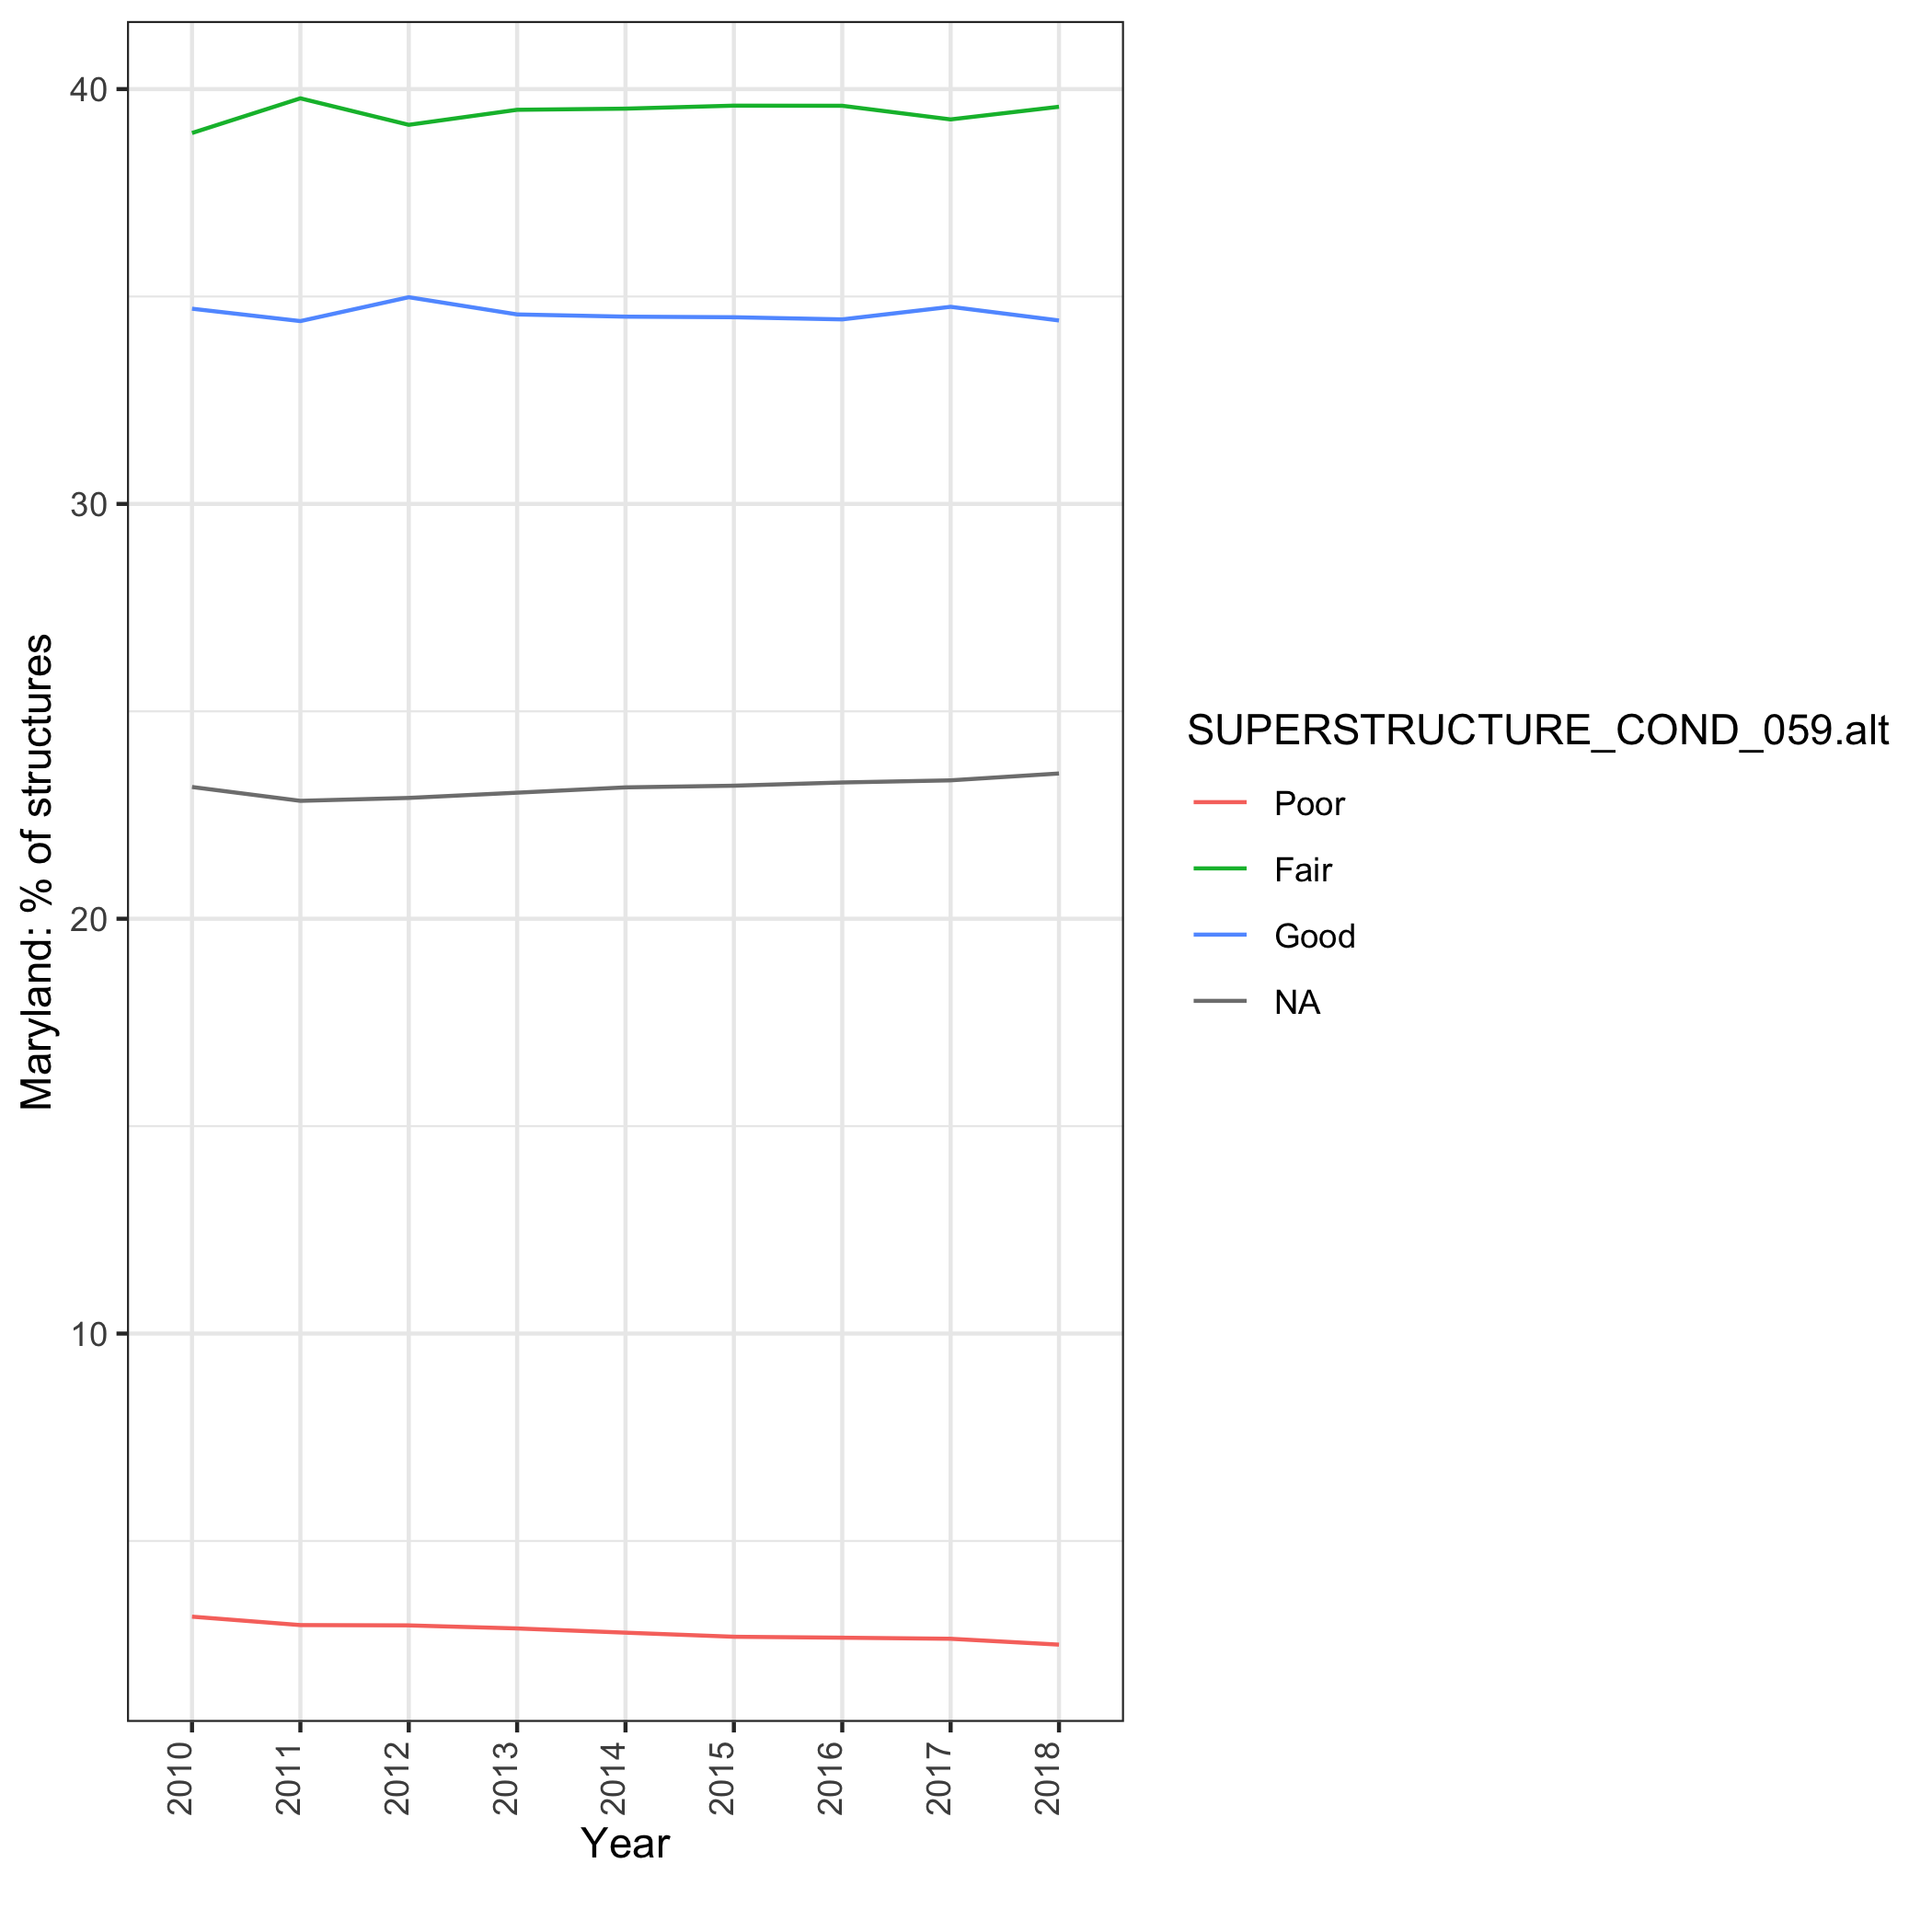 Maryland: % of structures
40
30
20
10
2010
2011
2012
2013
2014
2015
2016
2017
2018
Year
SUPERSTRUCTURE_COND_059.alt
Poor
Fair
Good
NA